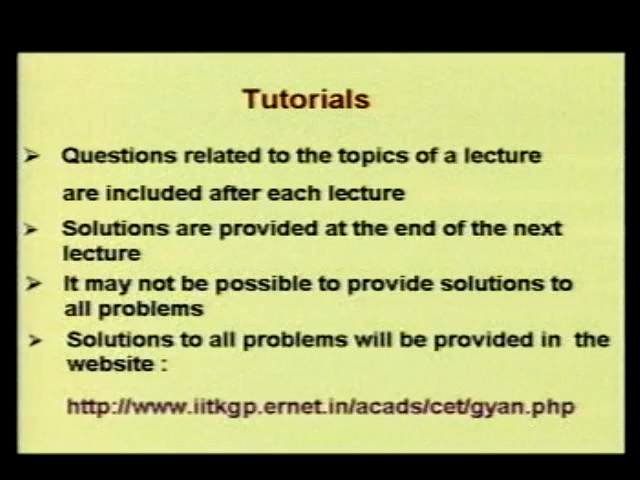 Tutorials
➤ Questions related to the topics of a lecture
are included after each lecture
➤ Solutions are provided at the end of the next
lecture
➤ It may not be possible to provide solutions to
all problems
➤ Solutions to all problems will be provided in the
website :
http://www.iitkgp.ernet.in/acads/cet/gyan.php